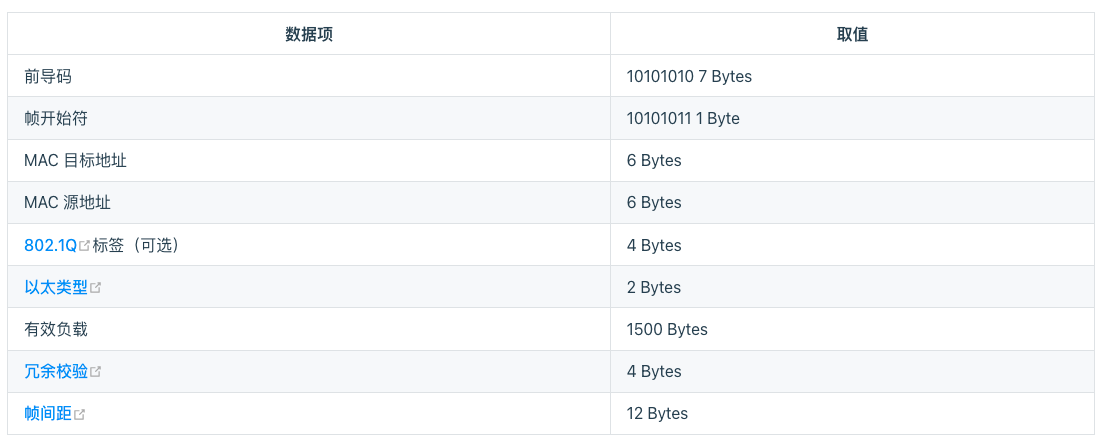 数据项 取值
前导码 10101010 7 Bytes
帧开始符 10101011 1 Byte
MAC 目标地址 6 Bytes
MAC 源地址 6 Bytes
802.1Q标签（可选） 4 Bytes
以太类型 2 Bytes
有效负载 1500 Bytes
冗余校验 4 Bytes
帧间距 12 Bytes